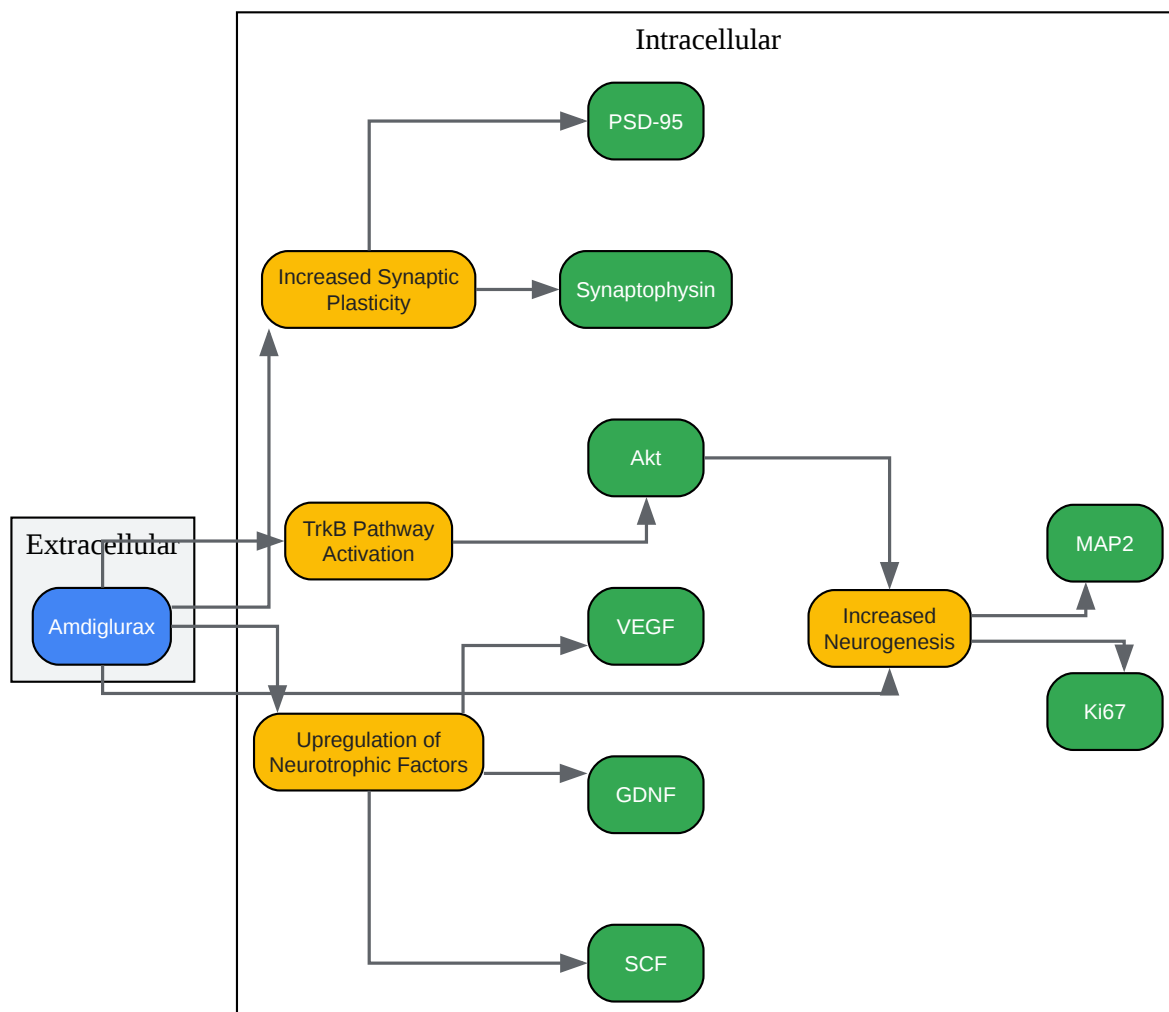 Intracellular
PSD-95
Increased Synaptic
Plasticity
Synaptophysin
Akt
TrkB Pathway
Activation
Extracellular
MAP2
Amdiglurax
VEGF
Increased
Neurogenesis
Ki67
Upregulation of
Neurotrophic Factors
GDNF
SCF